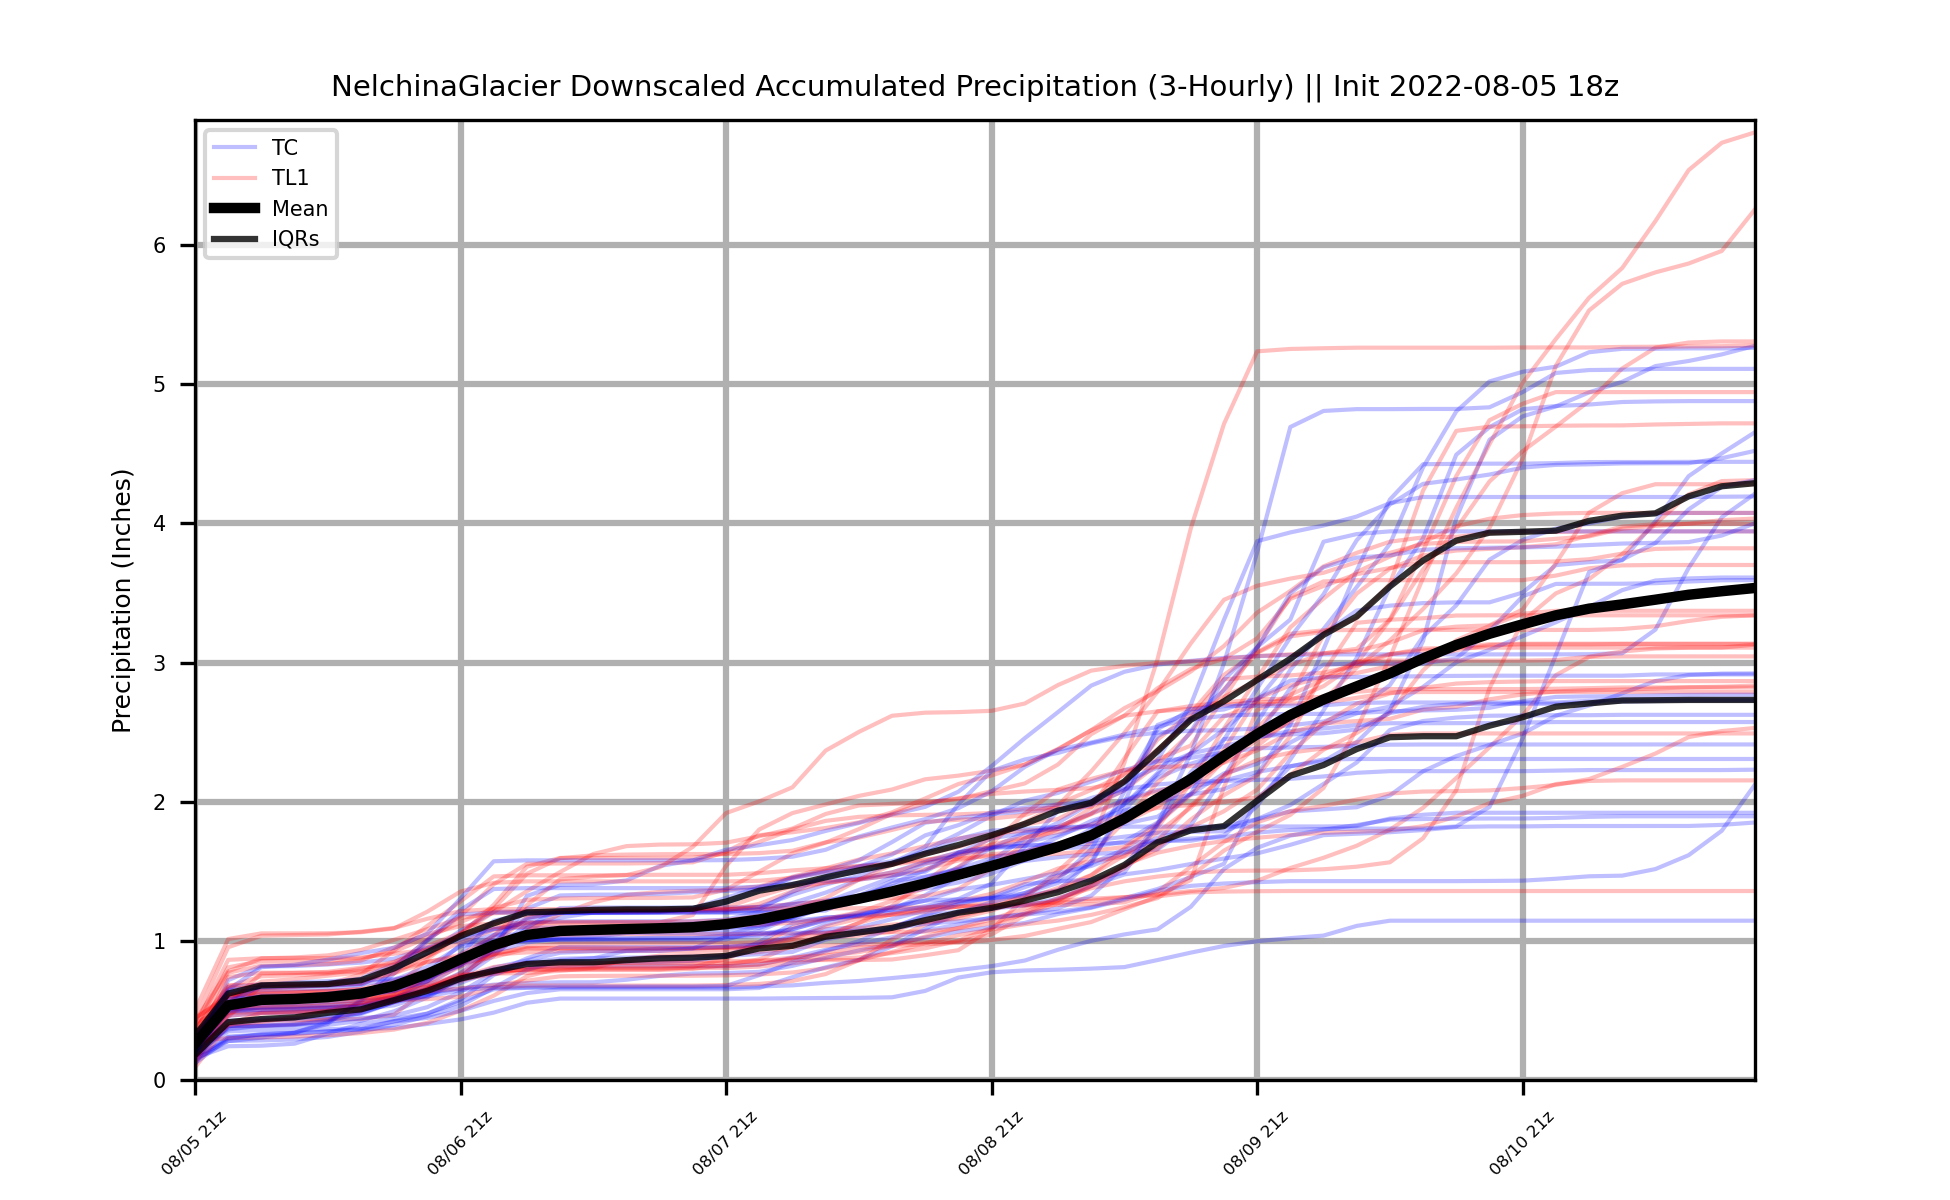 NelchinaGlacier Downscaled Accumulated Precipitation (3-Hourly) || Init 2022-08-05 18z
TC
TL1
Mean
IQRs
Precipitation (Inches)
6
5
4
3
2
1
0
08/05 21z
08/06 21z
08/07 21z
08/08 21z
08/09 21z
08/10 21z